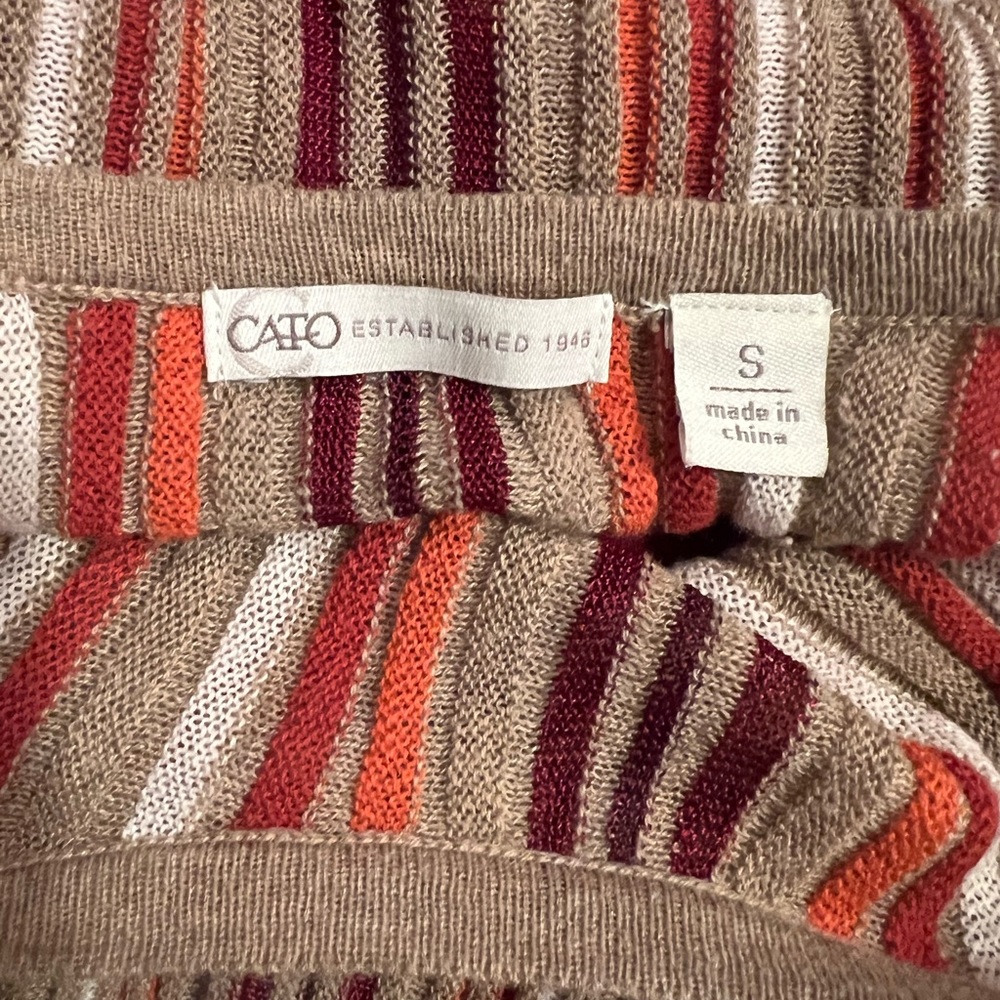 CATO ESTABLISHED 1946
S
made in
china